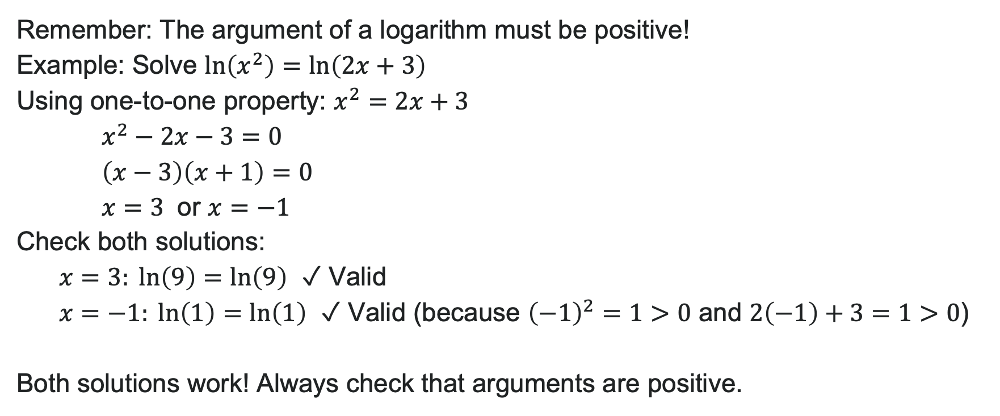 Remember: The argument of a logarithm must be positive!
Example: Solve ln(x²) = ln(2x + 3)
Using one-to-one property: x² = 2x + 3
x² − 2x − 3 = 0
(x − 3)(x + 1) = 0
x = 3 or x = −1
Check both solutions:
x = 3: ln(9) = ln(9) ✓ Valid
x = −1: ln(1) = ln(1) ✓ Valid (because (−1)² = 1 > 0 and 2(−1) + 3 = 1 > 0)
Both solutions work! Always check that arguments are positive.